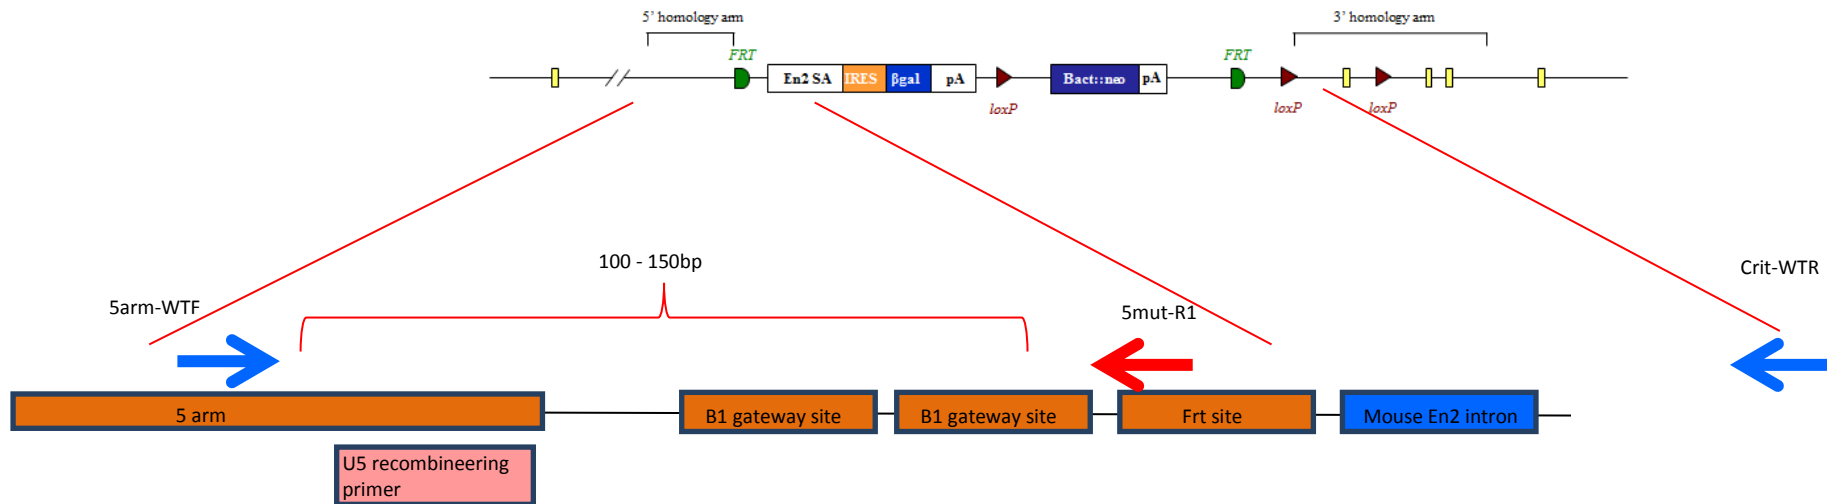 5' homology arm
3' homology arm
FRT
FRT
En2 SA
IRES
βgal
pA
Bact::neo
pA
loxP
loxP
loxP
100 - 150bp
Crit-WTR
5arm-WTF
5mut-R1
5 arm
B1 gateway site
B1 gateway site
Frt site
Mouse En2 intron
U5 recombineering
primer